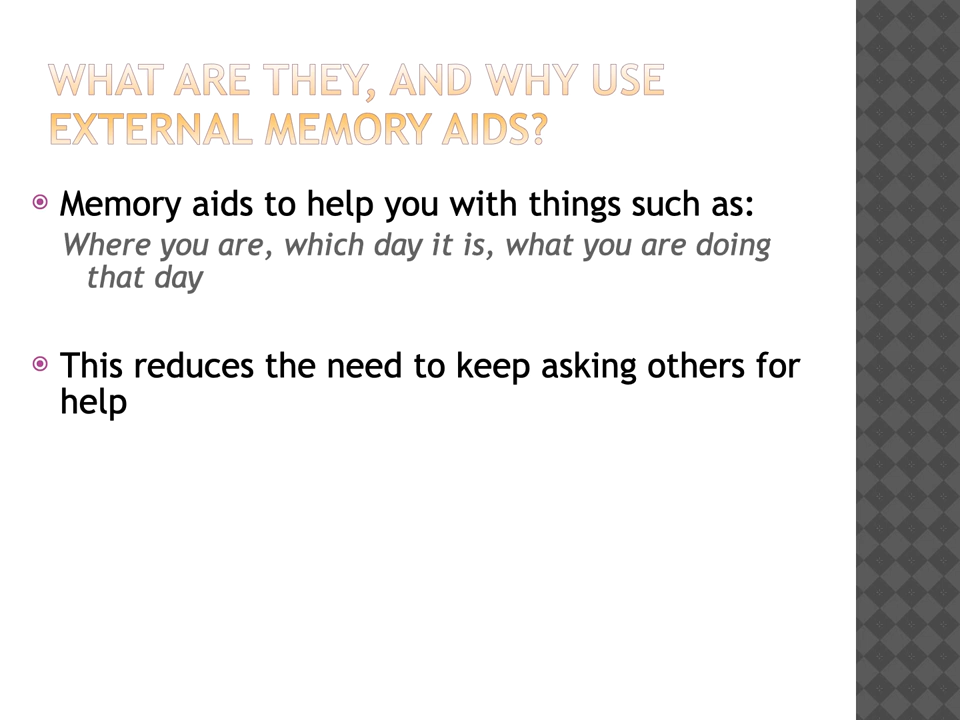 WHAT ARE THEY, AND WHY USE
EXTERNAL MEMORY AIDS?
Memory aids to help you with things such as:
Where you are, which day it is, what you are doing
that day
This reduces the need to keep asking others for
help